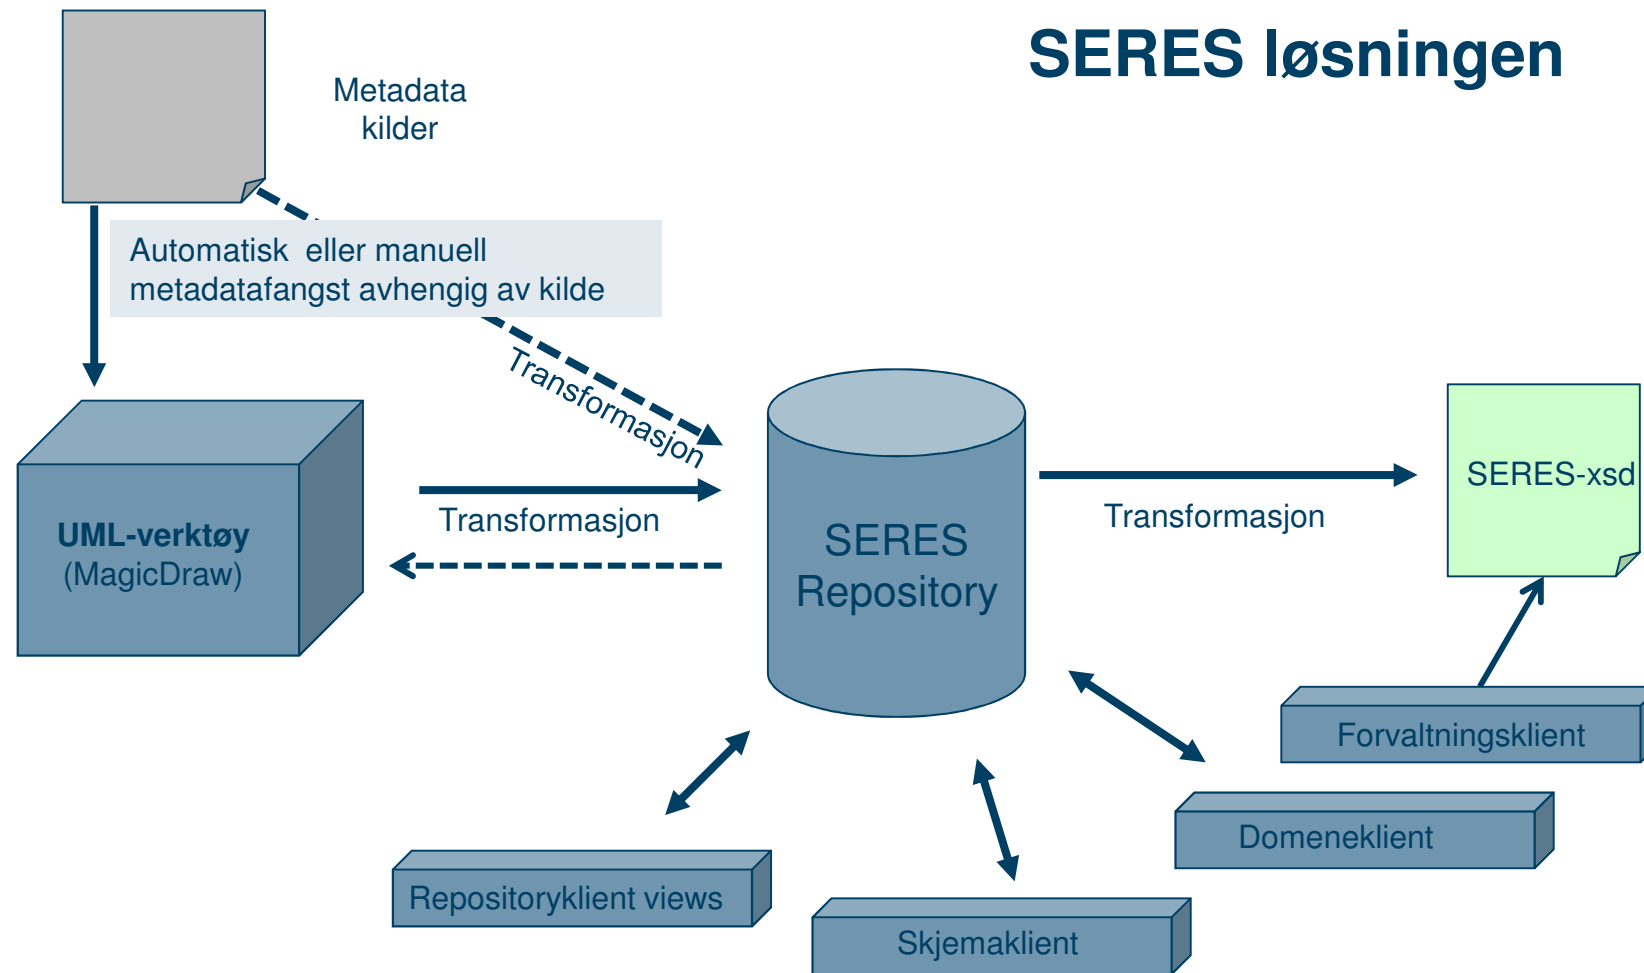 SERES løsningen
Metadata
kilder
Automatisk eller manuell
metadatafangst avhengig av kilde
Transformasjon
UML-verktøy
(MagicDraw)
Transformasjon
SERES
Repository
Transformasjon
SERES-xsd
Forvaltningsklient
Domeneklient
Repositoryklient views
Skjemaklient